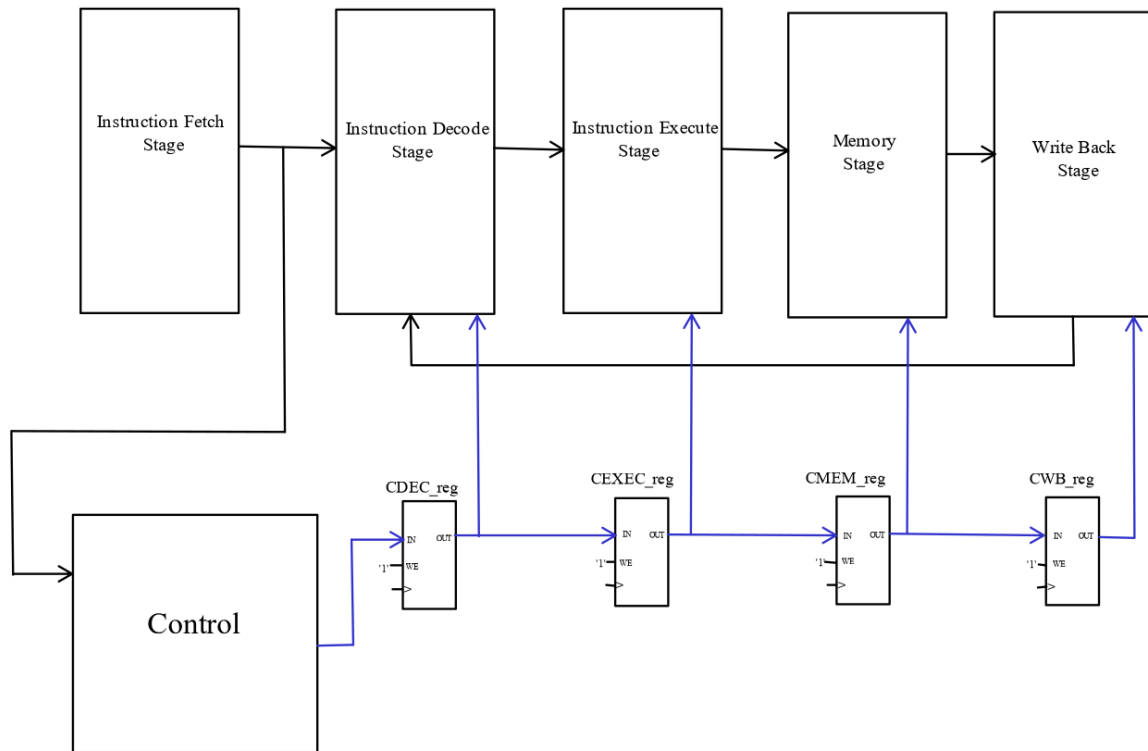 Instruction Fetch
Stage
Instruction Decode
Stage
Instruction Execute
Stage
Memory
Stage
Write Back
Stage
CDEC_reg
IN
OUT
'1'
WE
CEXEC_reg
IN
OUT
'1'
WE
CMEM_reg
IN
OUT
'1'
WE
CWB_reg
IN
OUT
'1'
WE
Control